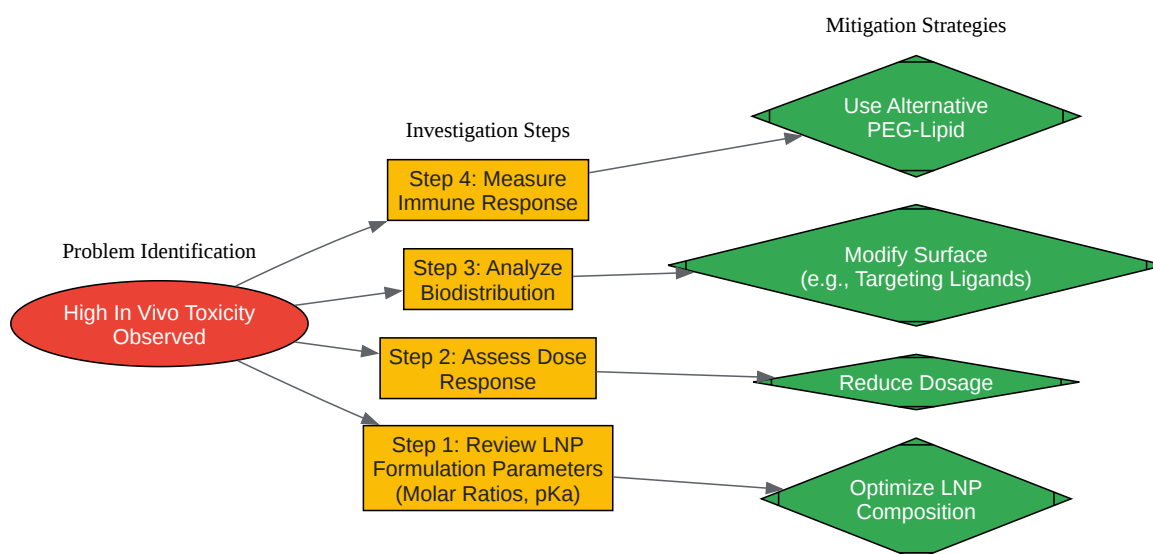 Mitigation Strategies
Use Alternative
PEG-Lipid
Investigation Steps
Step 4: Measure
Immune Response
Problem Identification
Modify Surface
(e.g., Targeting Ligands)
Step 3: Analyze
Biodistribution
High In Vivo Toxicity
Observed
Step 2: Assess Dose
Response
Reduce Dosage
Step 1: Review LNP
Formulation Parameters
(Molar Ratios, pKa)
Optimize LNP
Composition